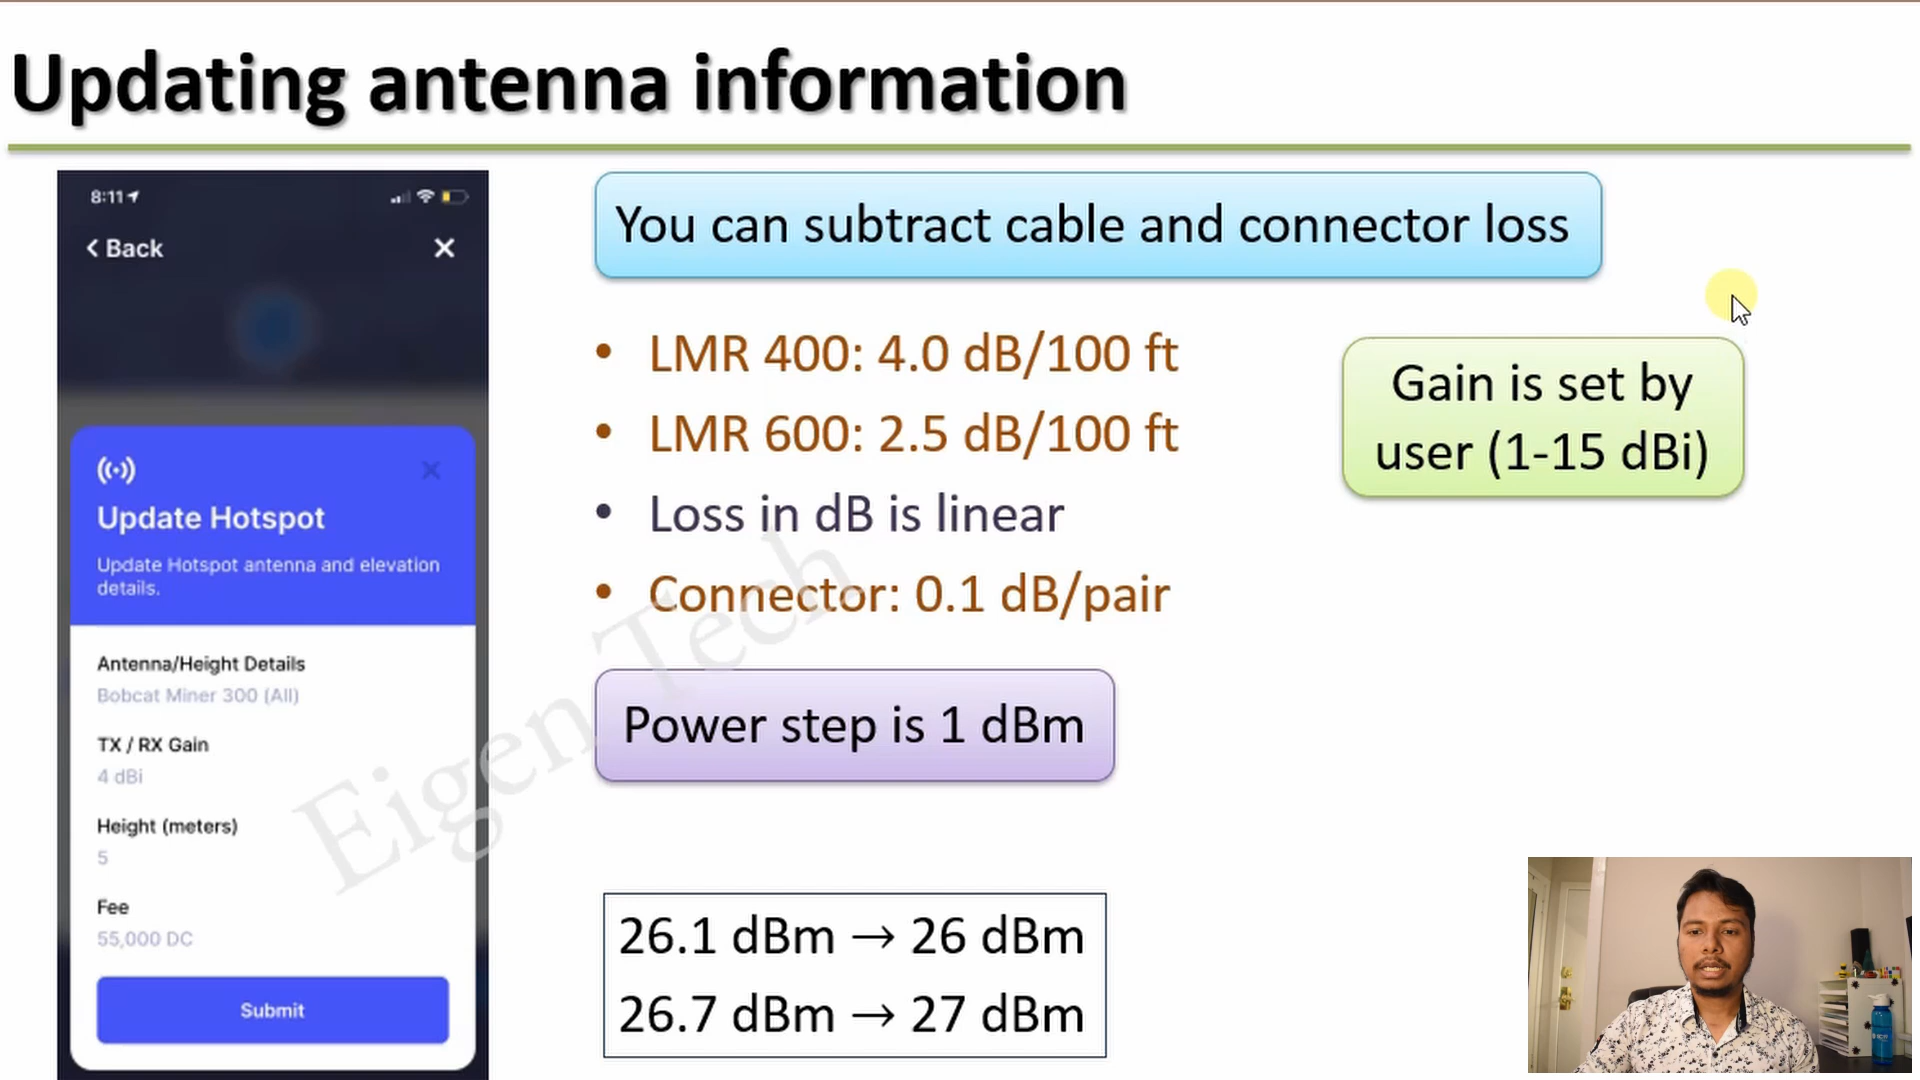 Updating antenna information
8:11
Back
Update Hotspot
Update Hotspot antenna and elevation
details.
Antenna/Height Details
Bobcat Miner 300 (All)
TX / RX Gain
4 dBi
Height (meters)
5
Fee
55,000 DC
Submit
You can subtract cable and connector loss
• LMR 400: 4.0 dB/100 ft
• LMR 600: 2.5 dB/100 ft
• Loss in dB is linear
• Connector: 0.1 dB/pair
Gain is set by
user (1-15 dBi)
Power step is 1 dBm
26.1 dBm → 26 dBm
26.7 dBm → 27 dBm
Eigen Tech